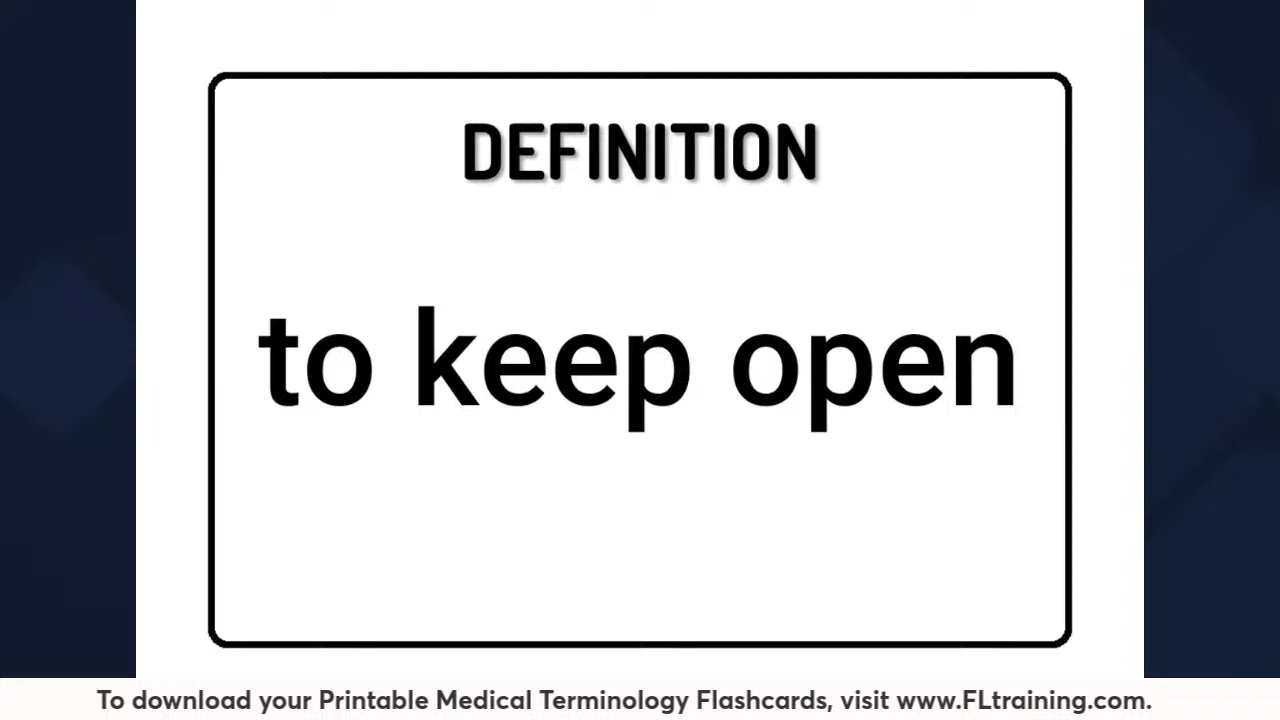 DEFINITION
to keep open
To download your Printable Medical Terminology Flashcards, visit www.FLtraining.com.